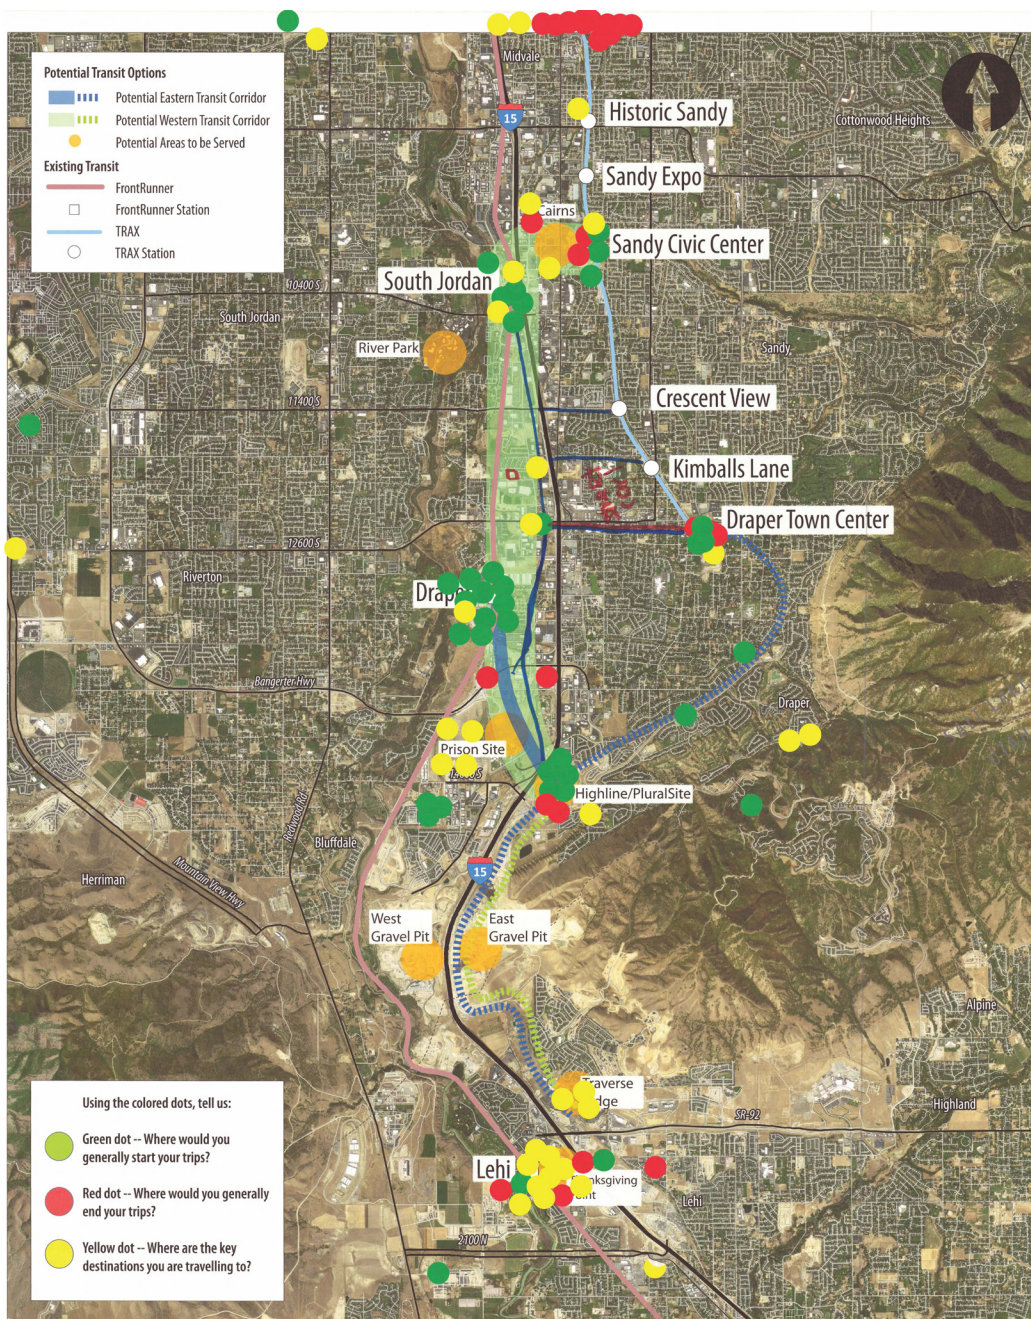 Midvale
Potential Transit Options
Potential Eastern Transit Corridor
Potential Western Transit Corridor
Potential Areas to be Served
Existing Transit
FrontRunner
FrontRunner Station
TRAX
TRAX Station
15
Historic Sandy
Cottonwood Heights
Sandy Expo
Cairns
Sandy Civic Center
South Jordan
10400 S
South Jordan
River Park
Sandy
11400 S
Crescent View
Kimballs Lane
Draper Town Center
12600 S
Riverton
Bangerter Hwy
Draper
Prison Site
Highline/PluralSite
Redwood Rd
Bluffdale
Mountain View Hwy
Herriman
15
West
Gravel Pit
East
Gravel Pit
Alpine
Traverse
SR-92
Highland
Lehi
Lehi
2100 N
Using the colored dots, tell us:
Green dot -- Where would you
generally start your trips?
Red dot -- Where would you generally
end your trips?
Yellow dot -- Where are the key
destinations you are travelling to?